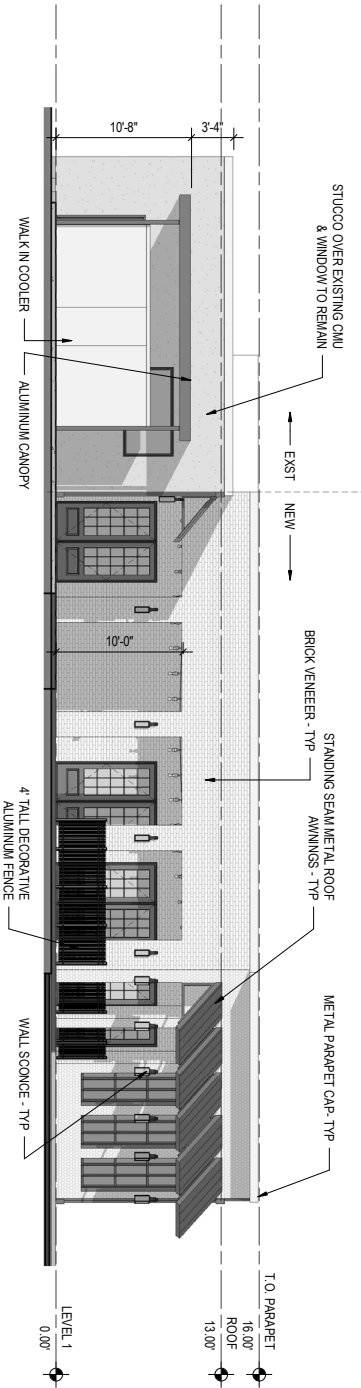 STUCCO OVER EXISTING CMU
& WINDOW TO REMAIN
EXST
NEW
BRICK VENEEER - TYP
STANDING SEAM METAL ROOF
AWNINGS - TYP
METAL PARAPET CAP- TYP
T.O. PARAPET
16.00'
ROOF
13.00'
3'-4"
10'-8"
10'-0"
LEVEL 1
0.00'
WALK IN COOLER
ALUMINUM CANOPY
4' TALL DECORATIVE
ALUMINUM FENCE
WALL SCONCE - TYP